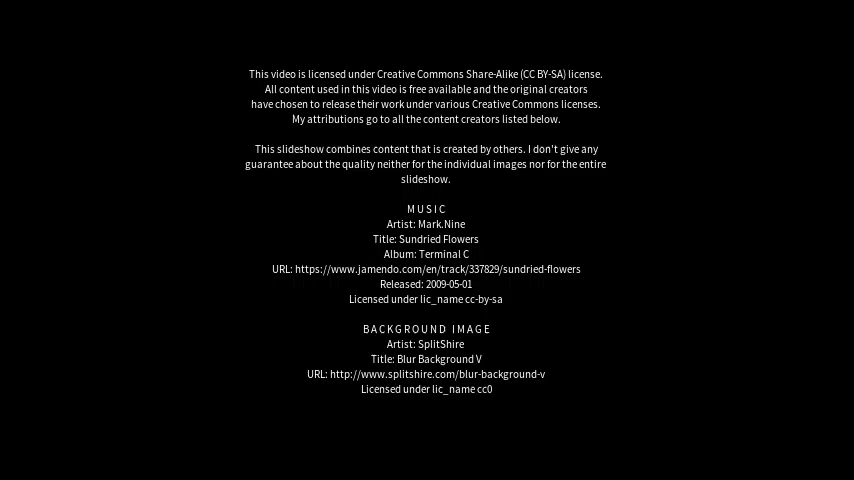 This video is licensed under Creative Commons Share-Alike (CC BY-SA) license.
All content used in this video is free available and the original creators
have chosen to release their work under various Creative Commons licenses.
My attributions go to all the content creators listed below.
This slideshow combines content that is created by others. I don't give any
guarantee about the quality neither for the individual images nor for the entire
slideshow.
MUSIC
Artist: Mark.Nine
Title: Sundried Flowers
Album: Terminal C
URL: https://www.jamendo.com/en/track/337829/sundried-flowers
Released: 2009-05-01
Licensed under lic_name cc-by-sa
BACKGROUND IMAGE
Artist: SplitShire
Title: Blur Background V
URL: http://www.splitshire.com/blur-background-v
Licensed under lic_name cc0